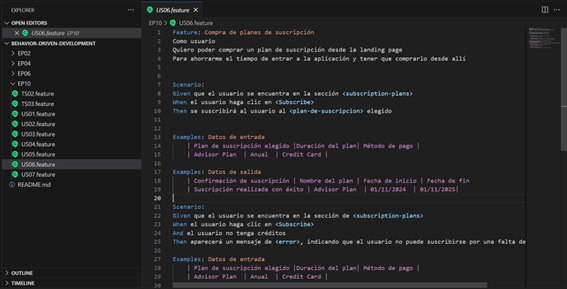 EXPLORER
OPEN EDITORS
US06.feature EP10
BEHAVIOR-DRIVEN-DEVELOPMENT
EP02
EP04
EP06
EP10
TS02.feature
TS03.feature
US01.feature
US02.feature
US03.feature
US04.feature
US05.feature
US06.feature
US07.feature
README.md
OUTLINE
TIMELINE
US06.feature
EP10 > US06.feature
1 Feature: Compra de planes de suscripción
2 Como usuario
3 Quiero poder comprar un plan de suscripción desde la landing page
4 Para ahorrarme el tiempo de entrar a la aplicación y tener que comprarlo desde allí
5
6
7 Scenario:
8 Given que el usuario se encuentra en la sección <subscription-plans>
9 When el usuario haga clic en <Subscribe>
10 Then se suscribirá al usuario al <plan-de-suscripcion> elegido
11
12
13 Examples: Datos de entrada
14 | Plan de suscripción elegido |Duración del plan| Método de pago |
15 | Advisor Plan | Anual | Credit Card |
16
17 Examples: Datos de salida
18 | Confirmación de suscripción | Nombre del plan | Fecha de inicio | Fecha de fin
19 | Suscripción realizada con éxito | Advisor Plan | 01/11/2024 | 01/11/2025|
20
21 Scenario:
22 Given que el usuario se encuentra en la sección de <subscription-plans>
23 When el usuario haga clic en <Subscribe>
24 And el usuario no tenga créditos
25 Then aparecerá un mensaje de <error>, indicando que el usuario no puede suscribirse por una falta de
26
27 Examples: Datos de entrada
28 | Plan de suscripción elegido |Duración del plan| Método de pago |
29 | Advisor Plan | Anual | Credit Card |
30